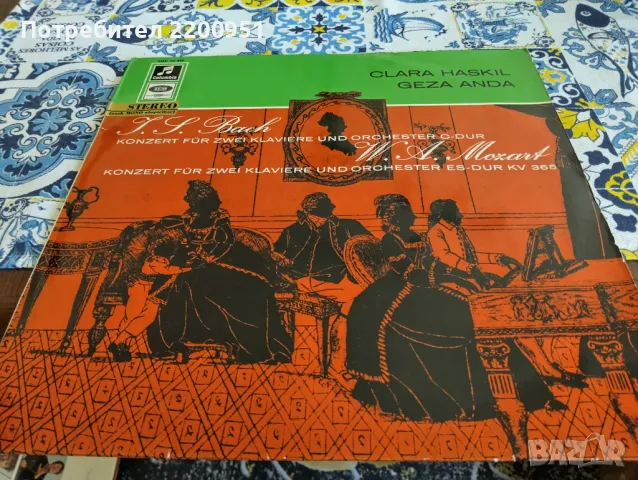 Потребител 2200951
CLARA HASKIL
GEZA ANDA
Columbia
STEREO
J. S. Bach
KONZERT FÜR ZWEI KLAVIERE UND ORCHESTER C-DUR
W. A. Mozart
KONZERT FÜR ZWEI KLAVIERE UND ORCHESTER ES-DUR KV 365
BAZAR